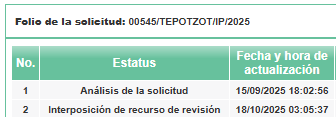 Folio de la solicitud: 00545/TEPOTZOT/IP/2025
No. Estatus Fecha y hora de actualización
1 Análisis de la solicitud 15/09/2025 18:02:56
2 Interposición de recurso de revisión 18/10/2025 03:05:37